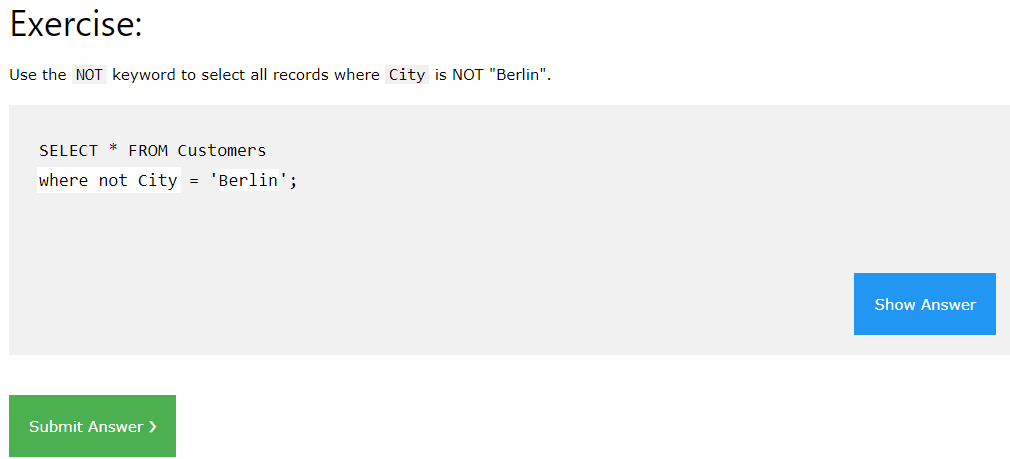 Exercise:
Use the NOT keyword to select all records where City is NOT "Berlin".
SELECT * FROM Customers
where not City = 'Berlin';
Show Answer
Submit Answer ❯